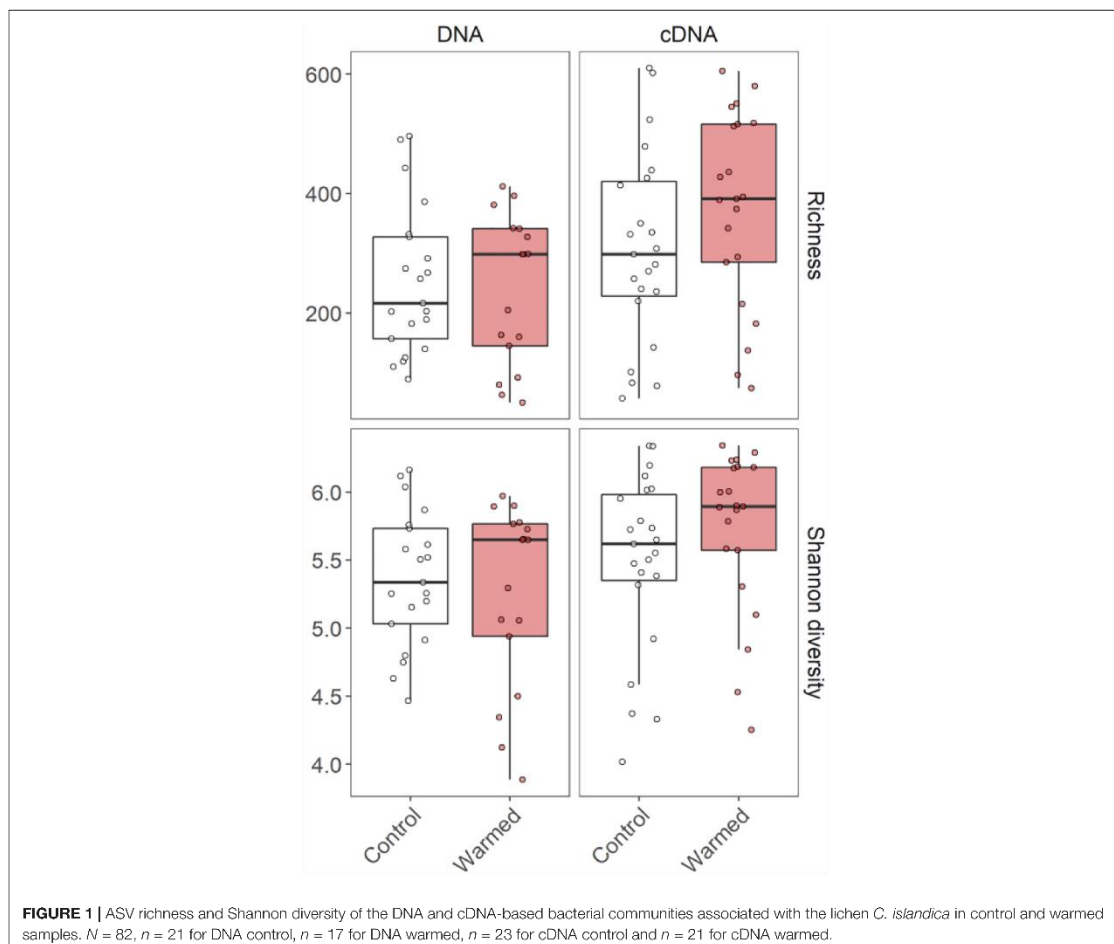 DNA
cDNA
600
400
200
Richness
6.0
5.5
5.0
4.5
4.0
Shannon diversity
Control
Warmed
Control
Warmed
FIGURE 1 | ASV richness and Shannon diversity of the DNA and cDNA-based bacterial communities associated with the lichen C. islandica in control and warmed
samples. N = 82, n = 21 for DNA control, n = 17 for DNA warmed, n = 23 for cDNA control and n = 21 for cDNA warmed.